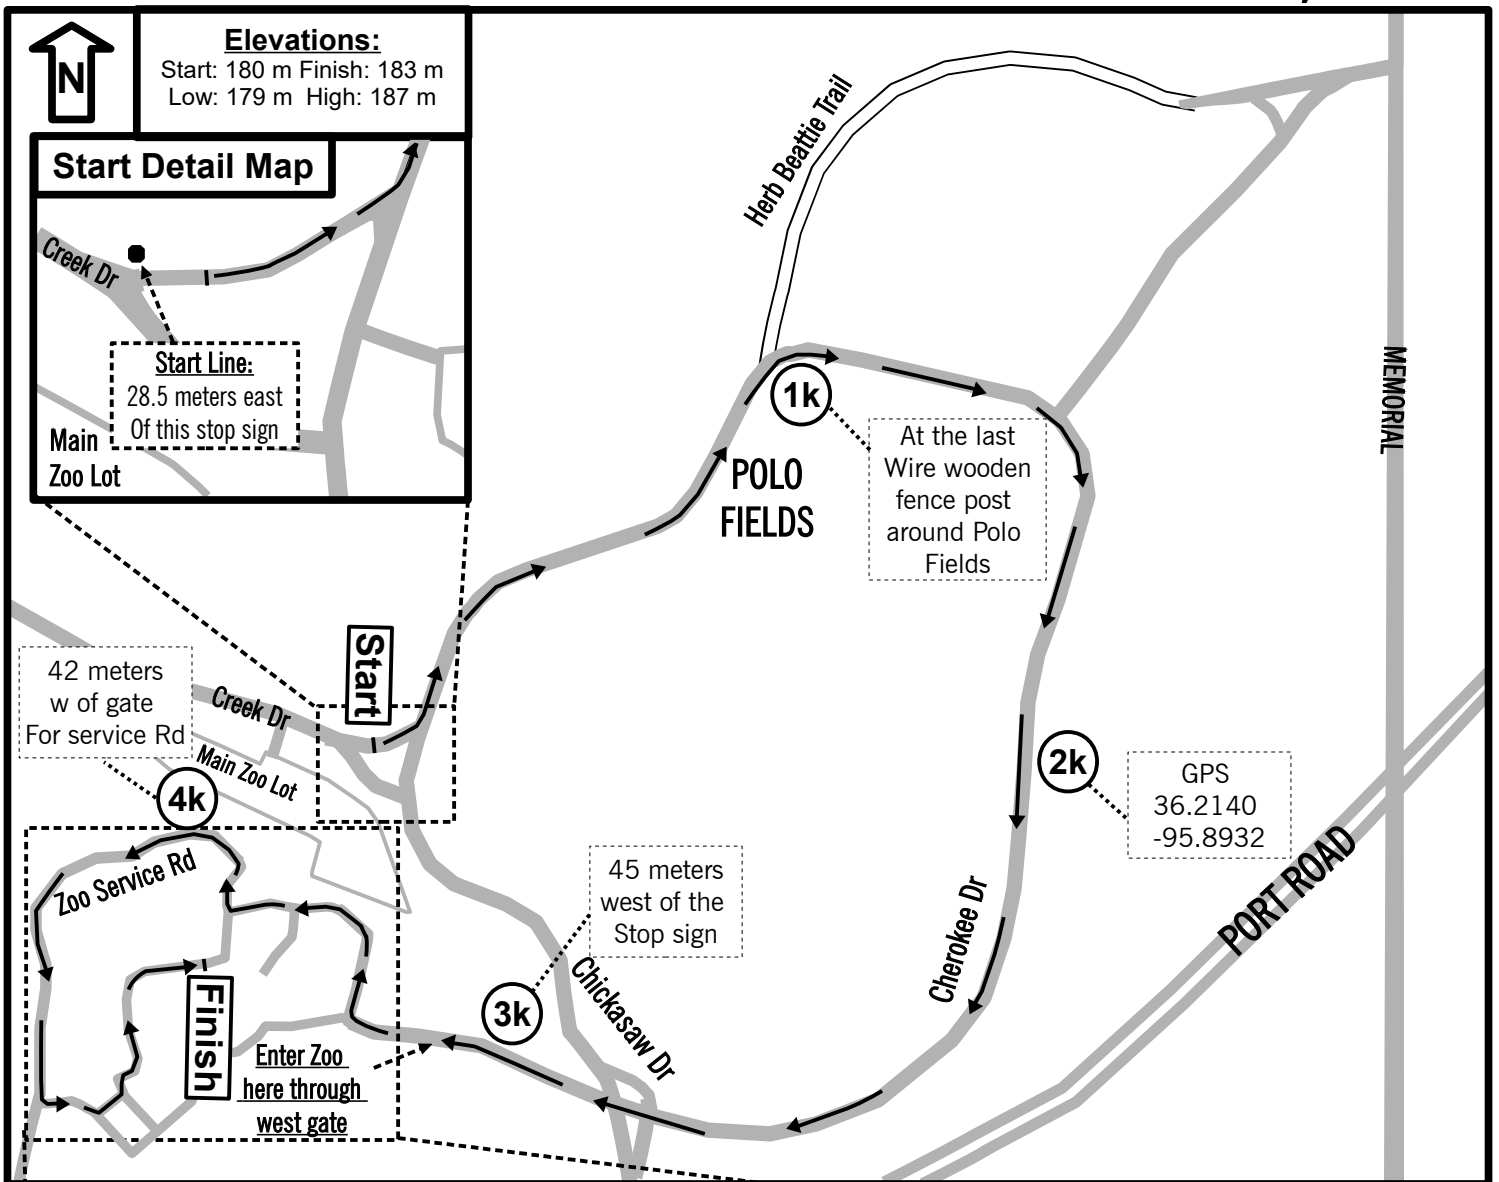 N
Elevations:
Start: 180 m Finish: 183 m
Low: 179 m High: 187 m
Start Detail Map
Creek Dr
Start Line:
28.5 meters east
Of this stop sign
Main
Zoo Lot
Herb Beattie Trail
MEMORIAL
1k
At the last
Wire wooden
fence post
around Polo
Fields
POLO
FIELDS
Start
42 meters
w of gate
For service Rd
Creek Dr
Main Zoo Lot
4k
2k
GPS
36.2140
-95.8932
PORT ROAD
Zoo Service Rd
45 meters
west of the
Stop sign
Cherokee Dr
Chickasaw Dr
3k
Finish
Enter Zoo
here through
west gate